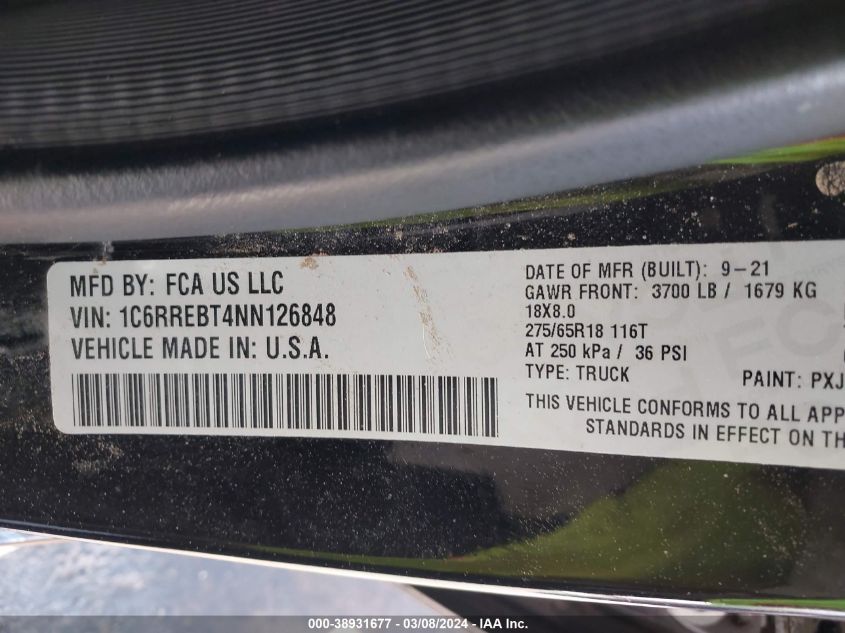 MFD BY: FCA US LLC
VIN: 1C6RREBT4NN126848
VEHICLE MADE IN: U.S.A.
DATE OF MFR (BUILT): 9-21
GAWR FRONT: 3700 LB / 1679 KG
18X8.0
275/65R18 116T
AT 250 kPa / 36 PSI
TYPE: TRUCK PAINT: PXJ
THIS VEHICLE CONFORMS TO ALL APP
STANDARDS IN EFFECT ON TH
000-38931677 - 03/08/2024 - IAA Inc.